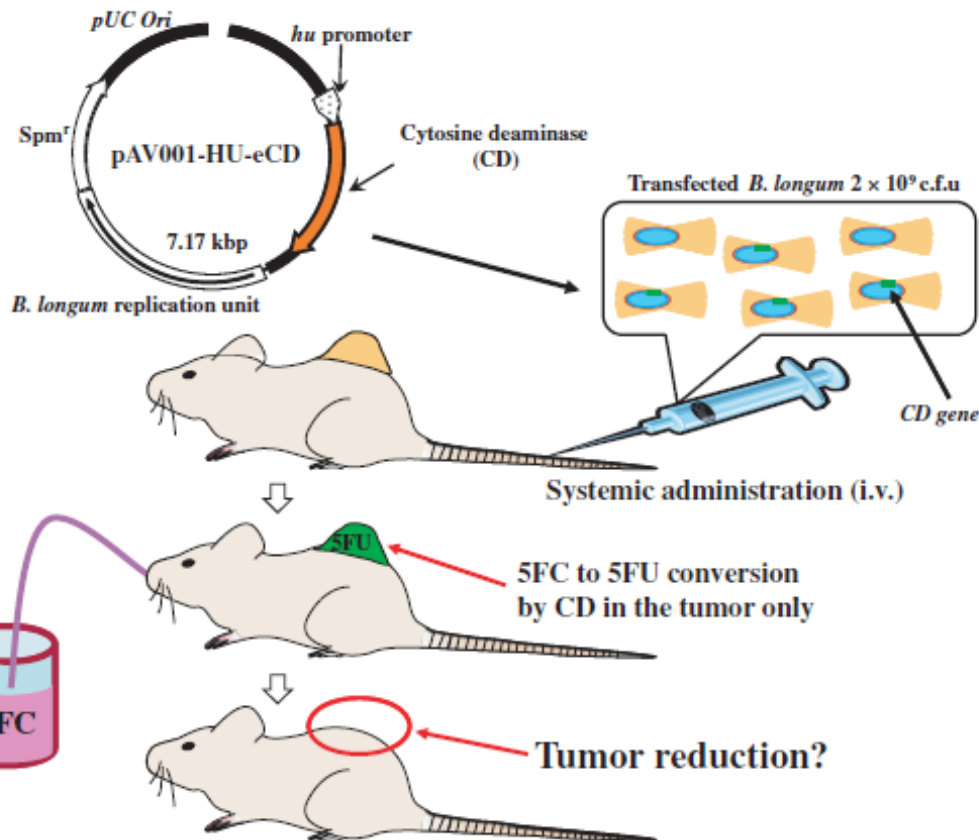 pUC Ori
hu promoter
Spmʳ
pAV001-HU-eCD
Cytosine deaminase
(CD)
7.17 kbp
B. longum replication unit
Transfected B. longum 2 × 10⁹ c.f.u
CD gene
Systemic administration (i.v.)
5FU
5FC to 5FU conversion
by CD in the tumor only
FC
Tumor reduction?